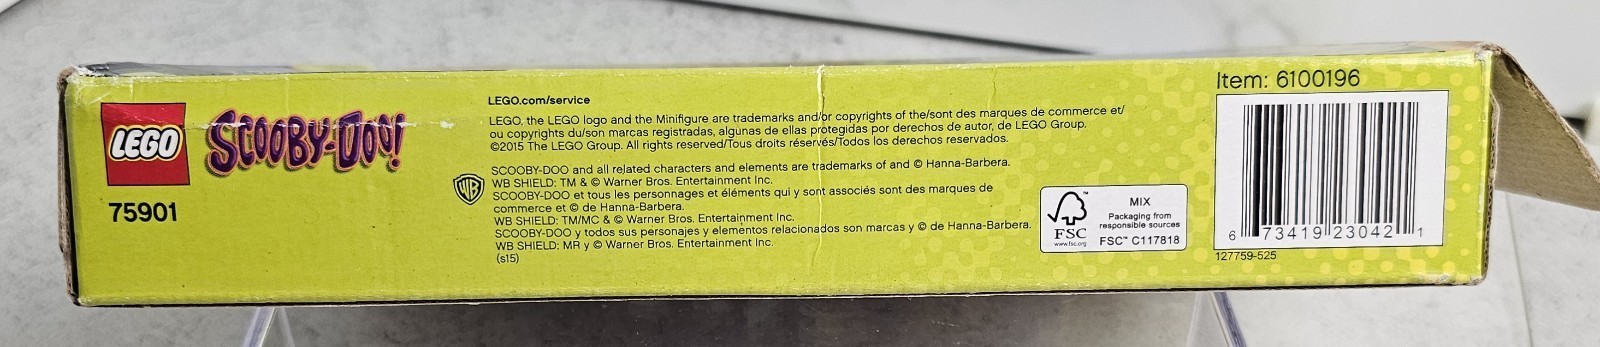 LEGO
SCOOBY-DOO!
75901
LEGO.com/service
LEGO, the LEGO logo and the Minifigure are trademarks and/or copyrights of the/sont des marques de commerce et/
ou copyrights du/son marcas registradas, algunas de ellas protegidas por derechos de autor, de LEGO Group.
©2015 The LEGO Group. All rights reserved/Tous droits réservés/Todos los derechos reservados.
WB
SCOOBY-DOO and all related characters and elements are trademarks of and © Hanna-Barbera.
WB SHIELD: TM & © Warner Bros. Entertainment Inc.
SCOOBY-DOO et tous les personnages et éléments qui y sont associés sont des marques de
commerce et © de Hanna-Barbera.
WB SHIELD: TM/MC & © Warner Bros. Entertainment Inc.
SCOOBY-DOO y todos sus personajes y elementos relacionados son marcas y © de Hanna-Barbera.
WB SHIELD: MR y © Warner Bros. Entertainment Inc.
(s15)
FSC
www.fsc.org
MIX
Packaging from
responsible sources
FSC™ C117818
Item: 6100196
6 73419 23042 1
127759-525